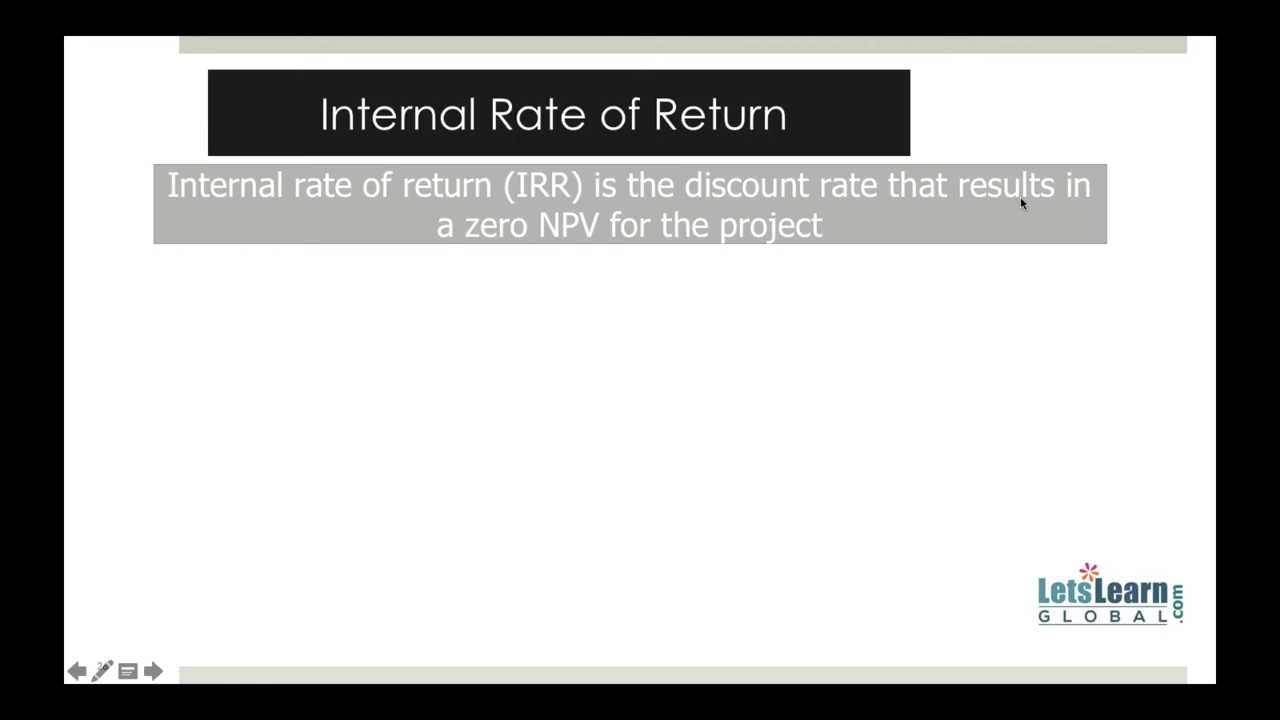 Internal Rate of Return
Internal rate of return (IRR) is the discount rate that results in
a zero NPV for the project
LetsLearn
GLOBAL
.com